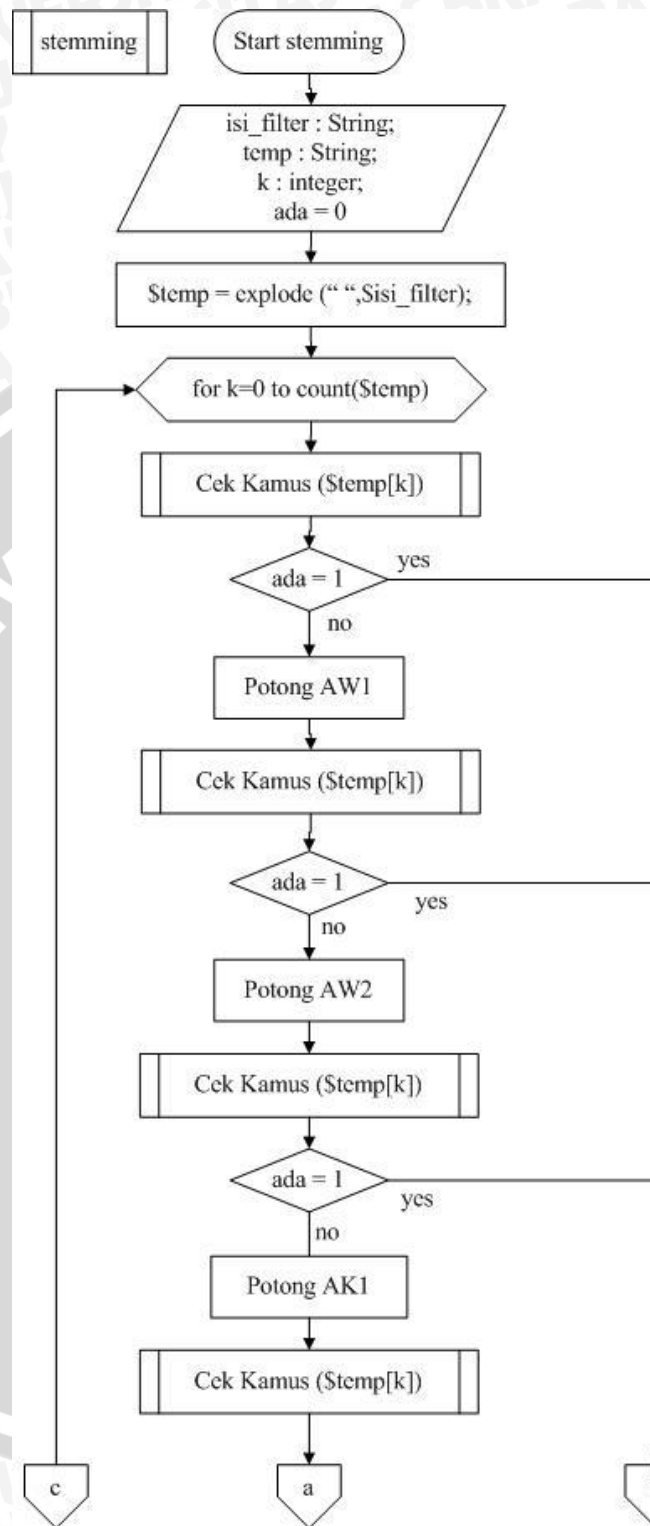 stemming
Start stemming
isi_filter : String;
temp : String;
k : integer;
ada = 0
$temp = explode (“ “,$isi_filter);
for k=0 to count($temp)
Cek Kamus ($temp[k])
ada = 1
yes
no
Potong AW1
Cek Kamus ($temp[k])
ada = 1
yes
no
Potong AW2
Cek Kamus ($temp[k])
ada = 1
yes
no
Potong AK1
Cek Kamus ($temp[k])
c
a